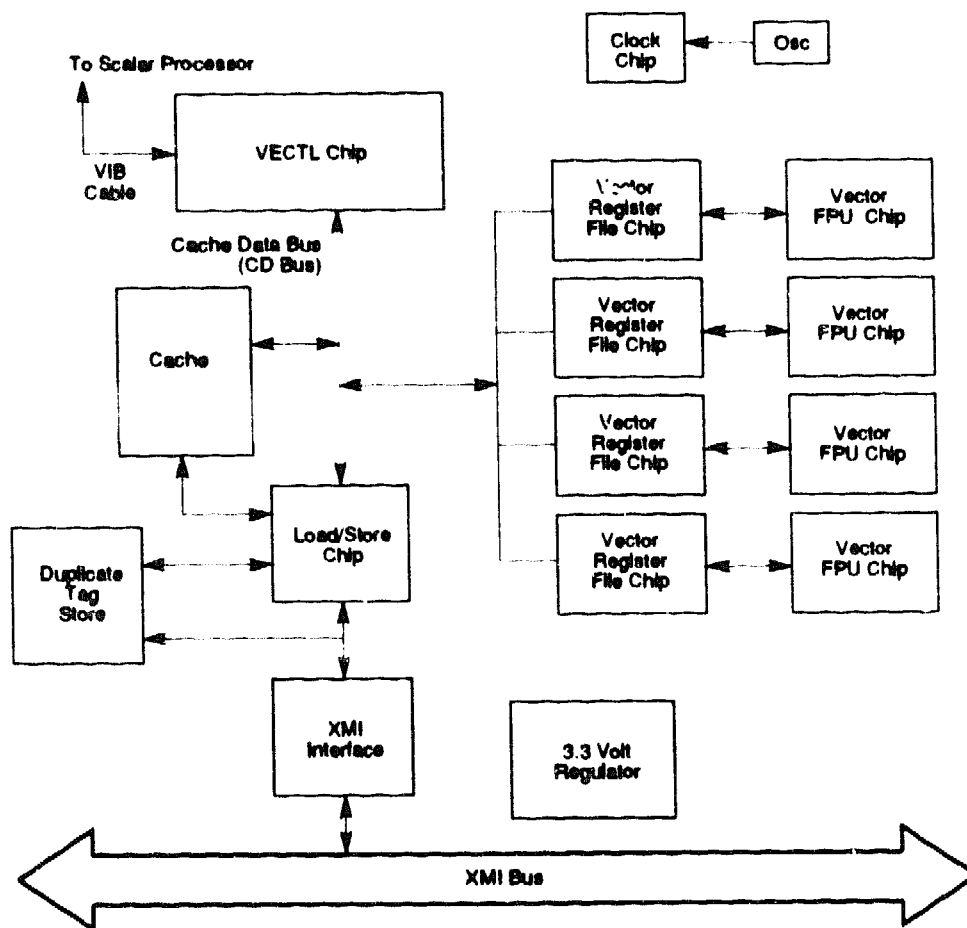 Clock
Chip
Osc
To Scalar Processor
VIB
Cable
VECTL Chip
Cache Data Bus
(CD Bus)
Cache
Vector
Register
File Chip
Vector
FPU Chip
Vector
Register
File Chip
Vector
FPU Chip
Vector
Register
File Chip
Vector
FPU Chip
Vector
Register
File Chip
Vector
FPU Chip
Load/Store
Chip
Duplicate
Tag
Store
XMI
Interface
3.3 Volt
Regulator
XMI Bus